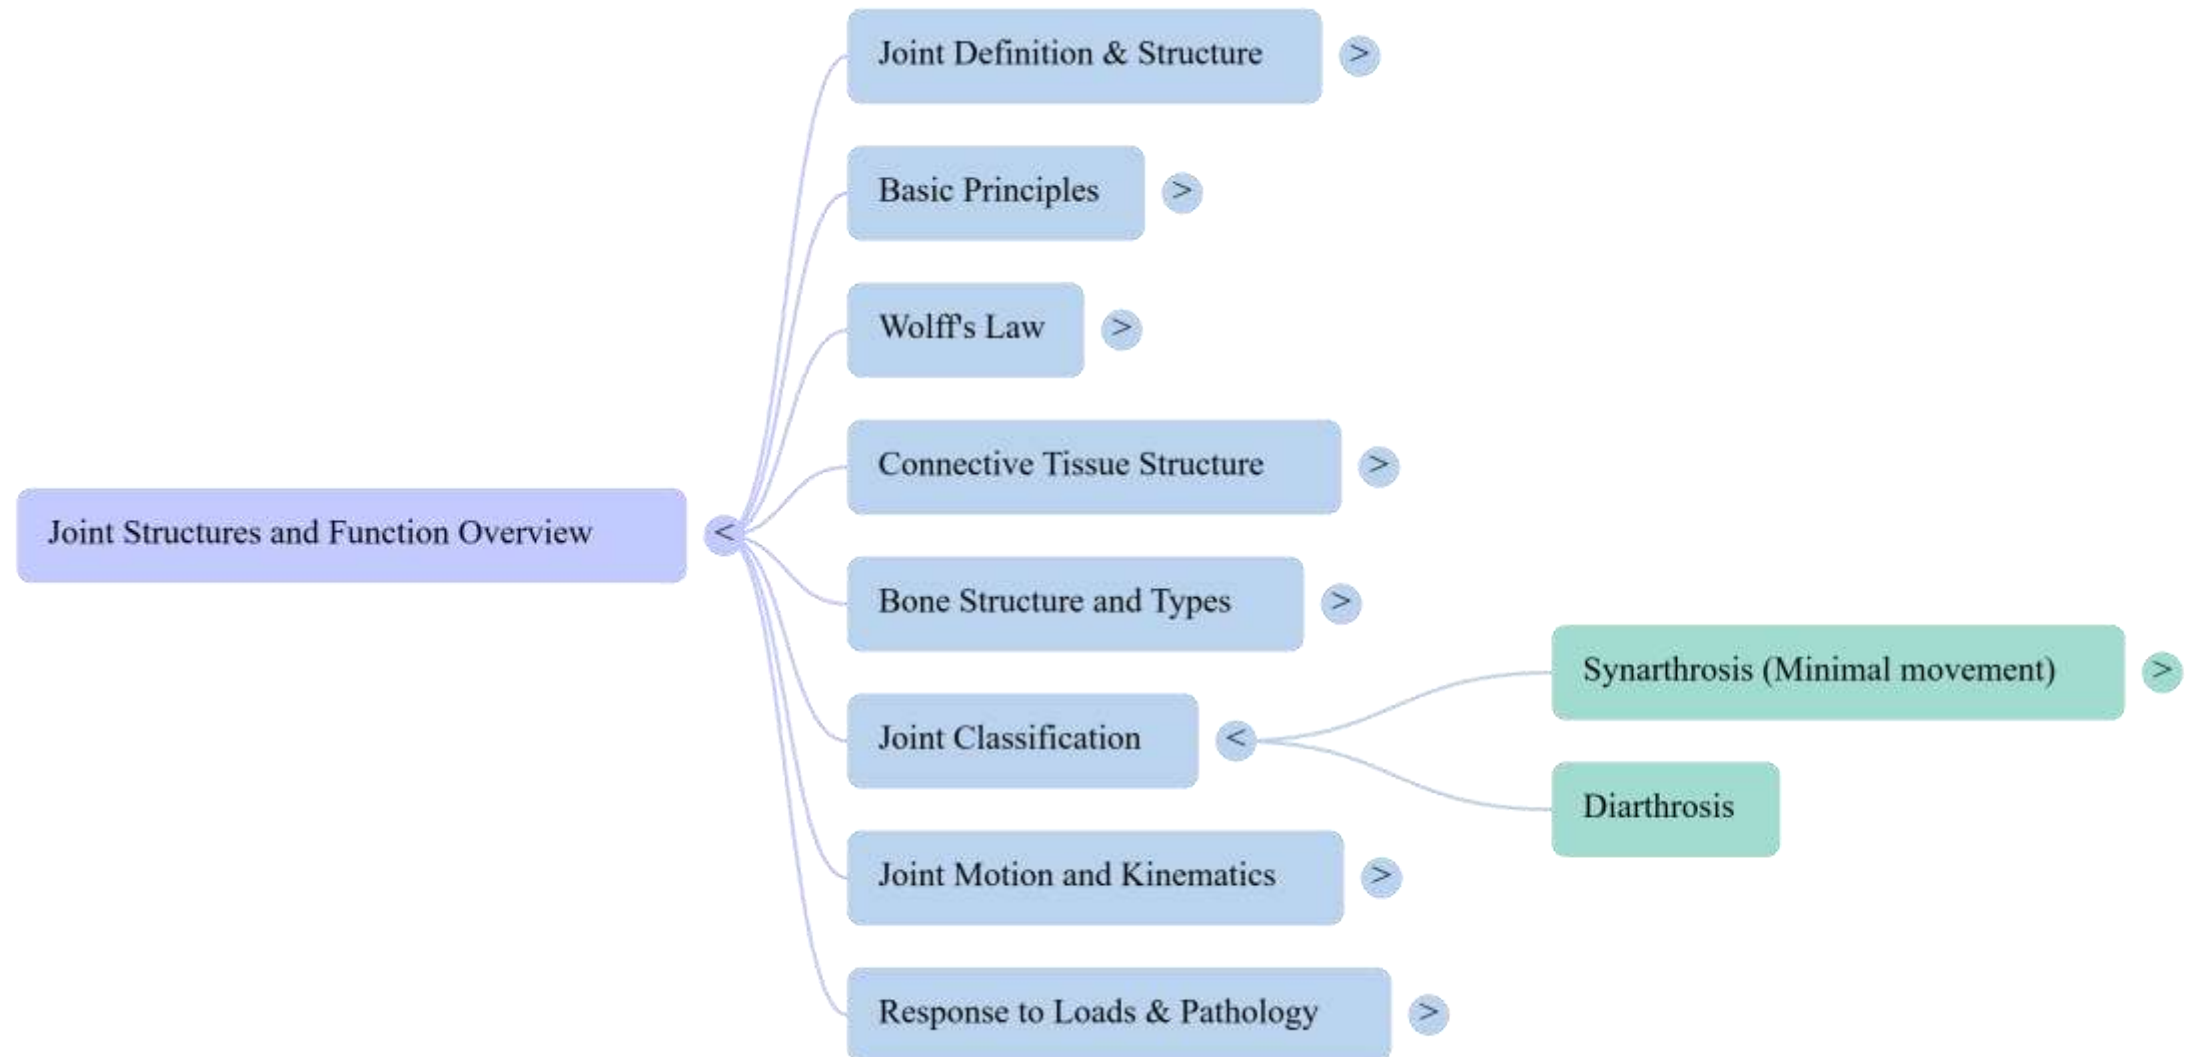 Joint Definition & Structure >
Basic Principles >
Wolff's Law >
Connective Tissue Structure >
Joint Structures and Function Overview <
Bone Structure and Types >
Synarthrosis (Minimal movement) >
Joint Classification <
Diarthrosis
Joint Motion and Kinematics >
Response to Loads & Pathology >